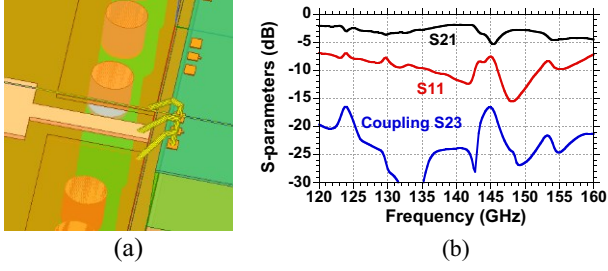 0
-5
-10
-15
-20
-25
-30
S-parameters (dB)
S21
S11
Coupling S23
120 125 130 135 140 145 150 155 160
Frequency (GHz)
(a)
(b)